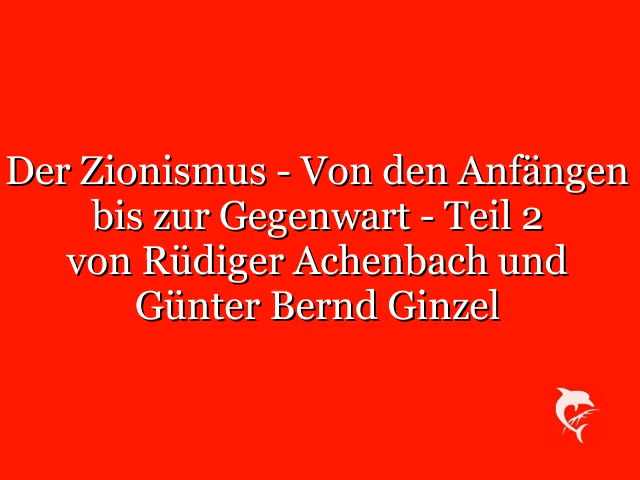 Der Zionismus - Von den Anfängen
bis zur Gegenwart - Teil 2
von Rüdiger Achenbach und
Günter Bernd Ginzel